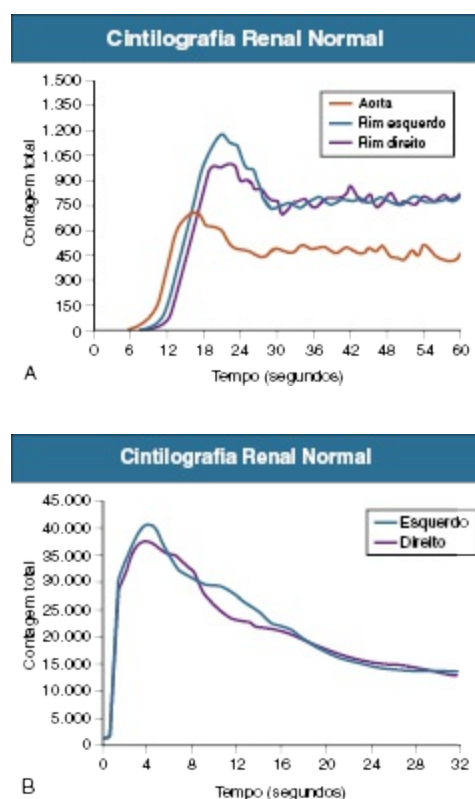 Cintilografia Renal Normal
1.500
1.350
1.200
1.050
900
750
600
450
300
150
0
Contagem total
Aorta
Rim esquerdo
Rim direito
0 6 12 18 24 30 36 42 48 54 60
Tempo (segundos)
A
Cintilografia Renal Normal
45.000
40.000
35.000
30.000
25.000
20.000
15.000
10.000
5.000
0
Contagem total
Esquerdo
Direito
0 4 8 12 16 20 24 28 32
Tempo (segundos)
B